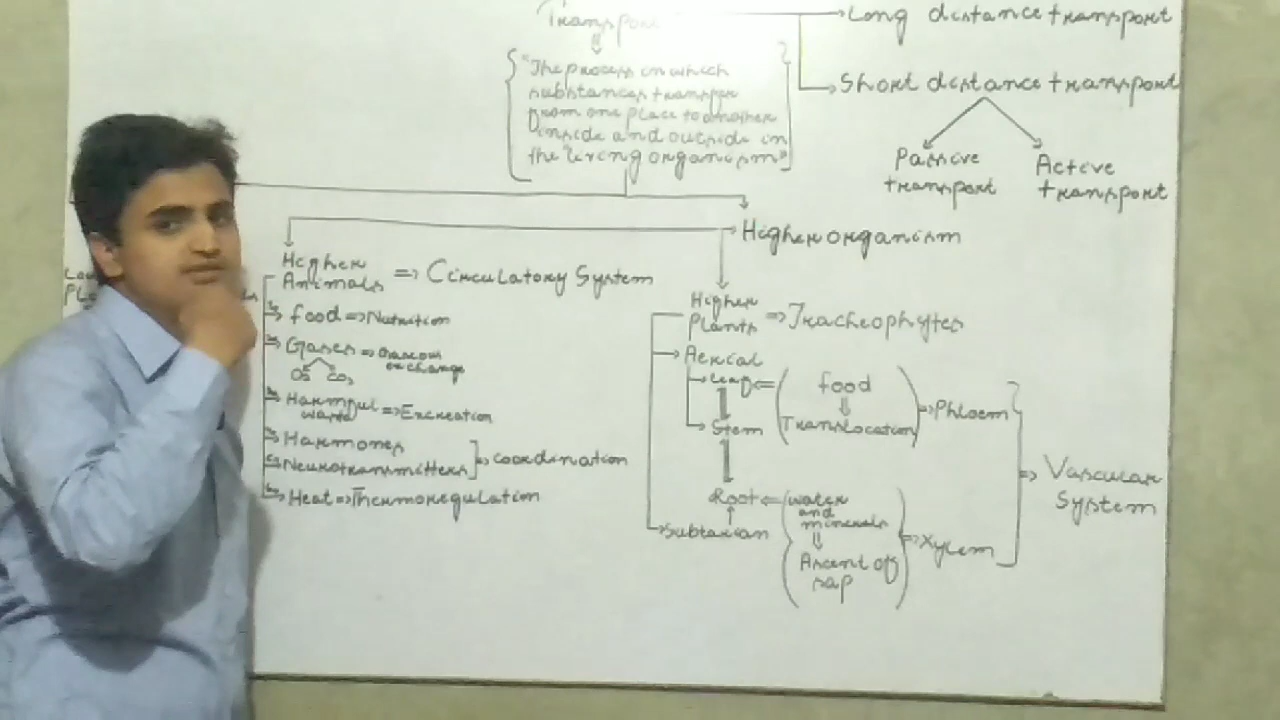 Transport
Long distance transport
Short distance transport
Passive
transport
Active
transport
"The process in which
substances transfer
from one place to another
inside and outside in
the living organism"
Higher organism
Higher
Animals ⇒ Circulatory System
food ⇒ Nutrition
Gases ⇒ Gaseous
exchange
O2 CO2
Harmful
waste ⇒ Excreation
Harmones
Neurotransmitters
coordination
Heat ⇒ Thermoregulation
Higher
Plants ⇒ Tracheophytes
Aerial
Leaf
food
Translocation
⇒ Phloem
Stem
Root
water
and
minerals
Ascent of
sap
⇒ Xylem
Subtarian
⇒ Vascular
System